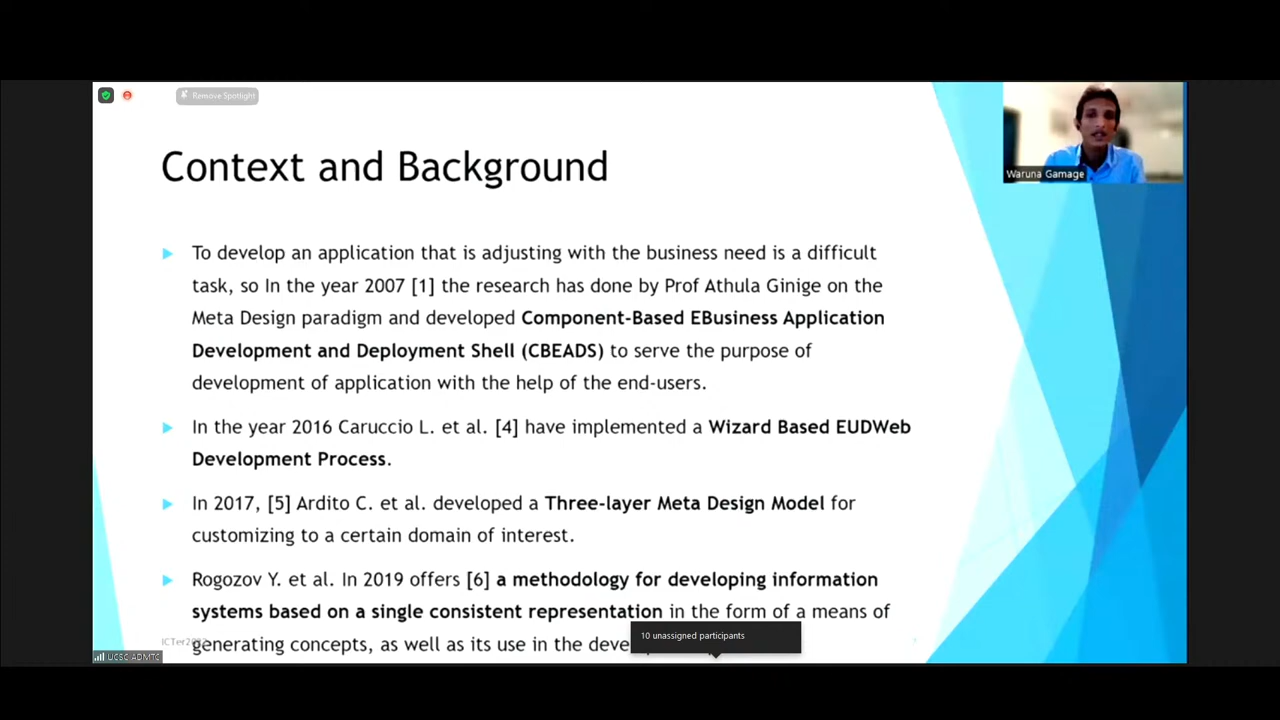 Remove Spotlight
Context and Background
Waruna Gamage
To develop an application that is adjusting with the business need is a difficult
task, so In the year 2007 [1] the research has done by Prof Athula Ginige on the
Meta Design paradigm and developed Component-Based EBusiness Application
Development and Deployment Shell (CBEADS) to serve the purpose of
development of application with the help of the end-users.
In the year 2016 Caruccio L. et al. [4] have implemented a Wizard Based EUDWeb
Development Process.
In 2017, [5] Ardito C. et al. developed a Three-layer Meta Design Model for
customizing to a certain domain of interest.
Rogozov Y. et al. In 2019 offers [6] a methodology for developing information
systems based on a single consistent representation in the form of a means of
generating concepts, as well as its use in the
10 unassigned participants
UCSC-ADMTC